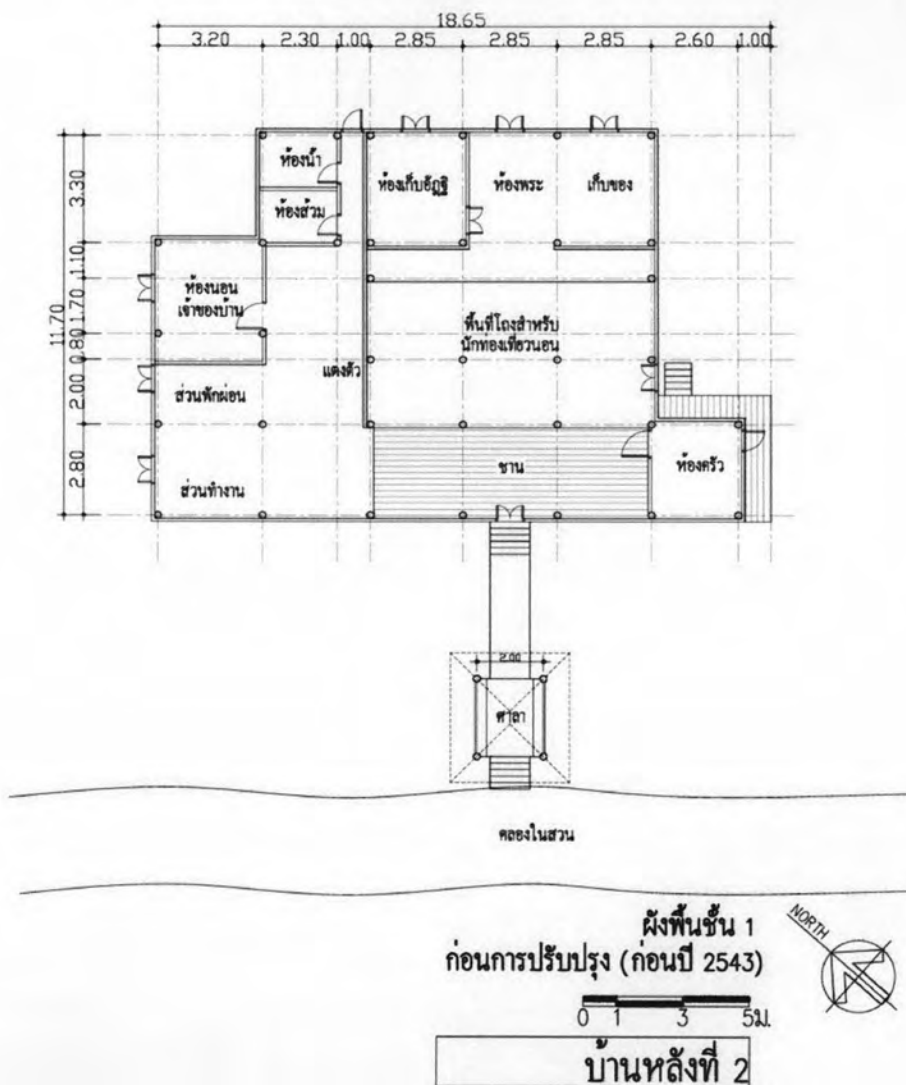 18.65
3.20 2.30 1.00 2.85 2.85 2.85 2.60 1.00
11.70
3.30
1.10
1.70
0.80
2.00
2.80
ห้องน้ำ
ห้องส้วม
ห้องเก็บอัฏฐิ
ห้องพระ
เก็บของ
ห้องนอน
เจ้าของบ้าน
พื้นที่โถงสำหรับ
นักท่องเที่ยวนอน
แต่งตัว
ส่วนพักผ่อน
ส่วนทำงาน
ชาน
ห้องครัว
2.00
ศาลา
คลองในสวน
ผังพื้นชั้น 1
ก่อนการปรับปรุง (ก่อนปี 2543)
NORTH
0 1 3 5ม.
บ้านหลังที่ 2